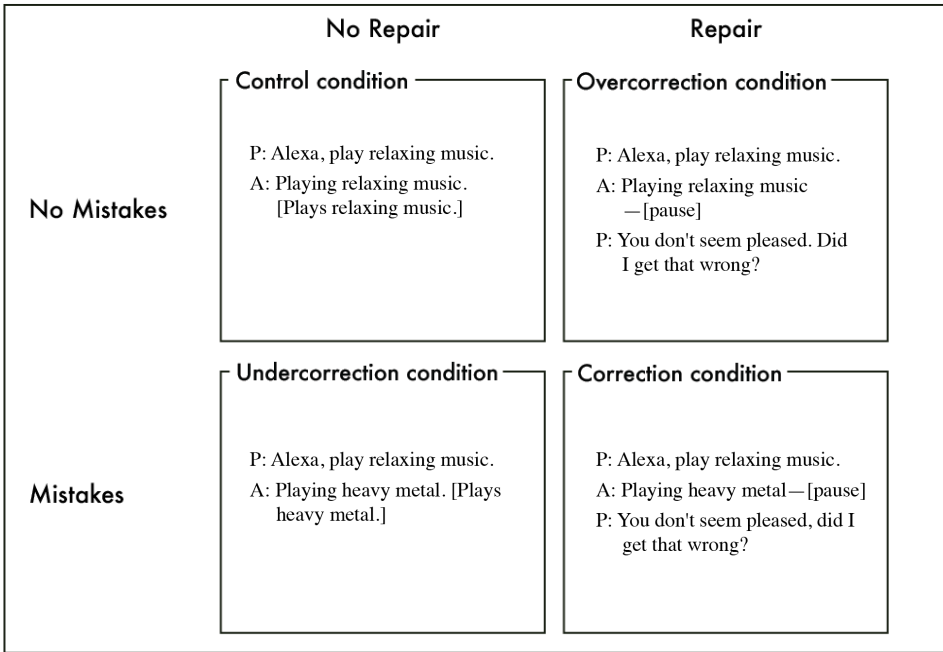 No Repair
Repair
No Mistakes
Control condition
P: Alexa, play relaxing music.
A: Playing relaxing music.
[Plays relaxing music.]
Overcorrection condition
P: Alexa, play relaxing music.
A: Playing relaxing music
—[pause]
P: You don't seem pleased. Did
I get that wrong?
Mistakes
Undercorrection condition
P: Alexa, play relaxing music.
A: Playing heavy metal. [Plays
heavy metal.]
Correction condition
P: Alexa, play relaxing music.
A: Playing heavy metal—[pause]
P: You don't seem pleased, did I
get that wrong?